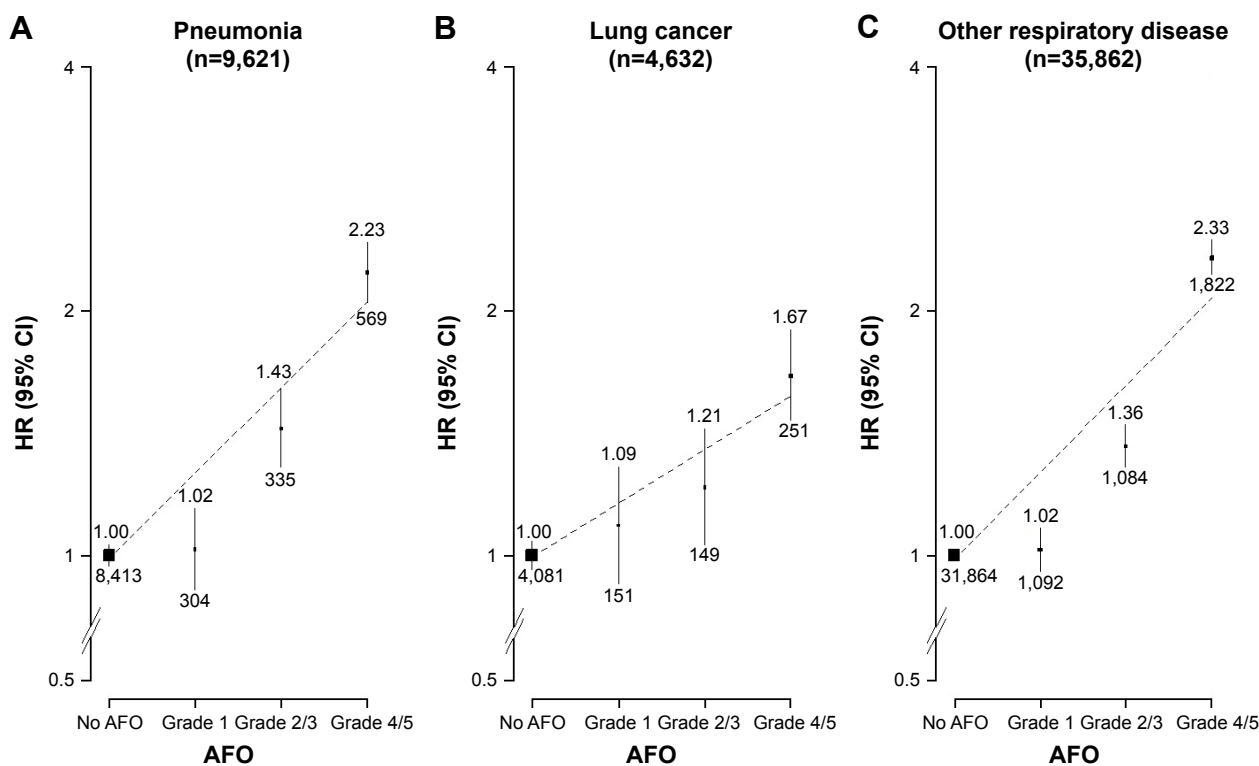 A
Pneumonia
(n=9,621)
4
2
1
0.5
HR (95% CI)
2.23
569
1.43
335
1.02
304
1.00
8,413
No AFO Grade 1 Grade 2/3 Grade 4/5
AFO
B
Lung cancer
(n=4,632)
4
2
1
0.5
HR (95% CI)
1.67
251
1.21
149
1.09
151
1.00
4,081
No AFO Grade 1 Grade 2/3 Grade 4/5
AFO
C
Other respiratory disease
(n=35,862)
4
2
1
0.5
HR (95% CI)
2.33
1,822
1.36
1,084
1.02
1,092
1.00
31,864
No AFO Grade 1 Grade 2/3 Grade 4/5
AFO